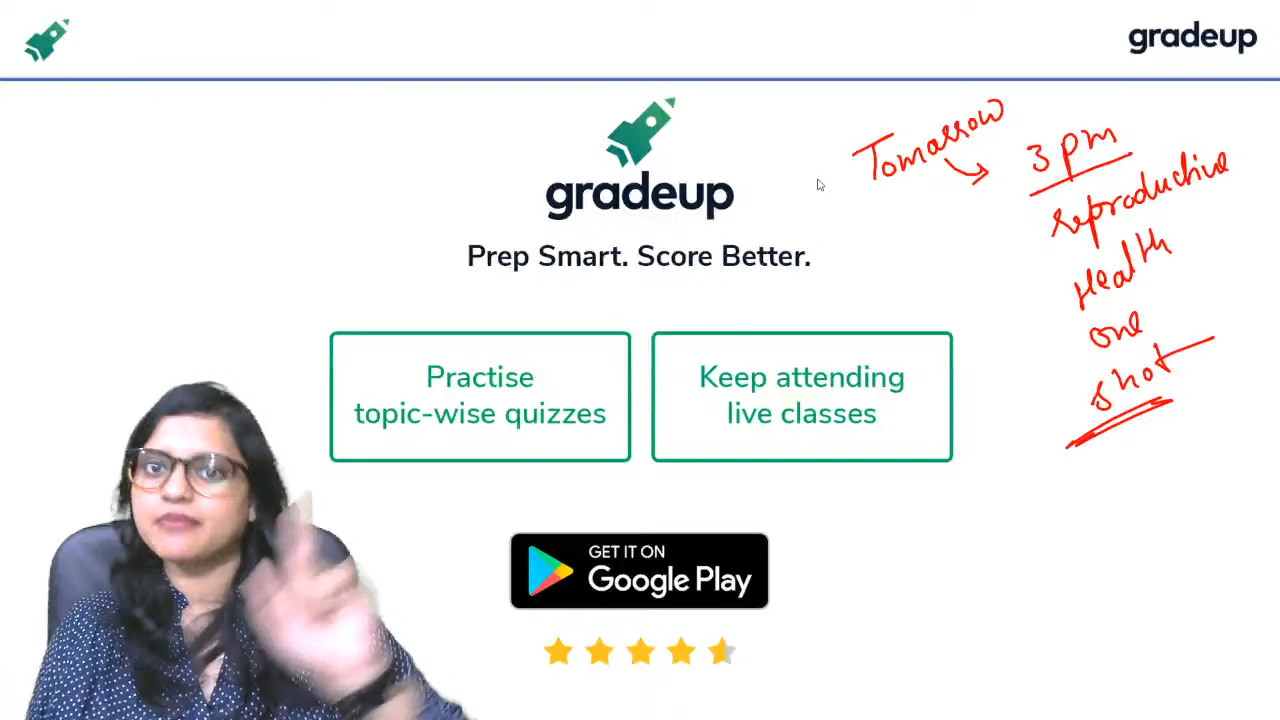 gradeup
gradeup
Prep Smart. Score Better.
Tomorrow
3 pm
reproductive
Health
one
shot
Practise
topic-wise quizzes
Keep attending
live classes
GET IT ON
Google Play